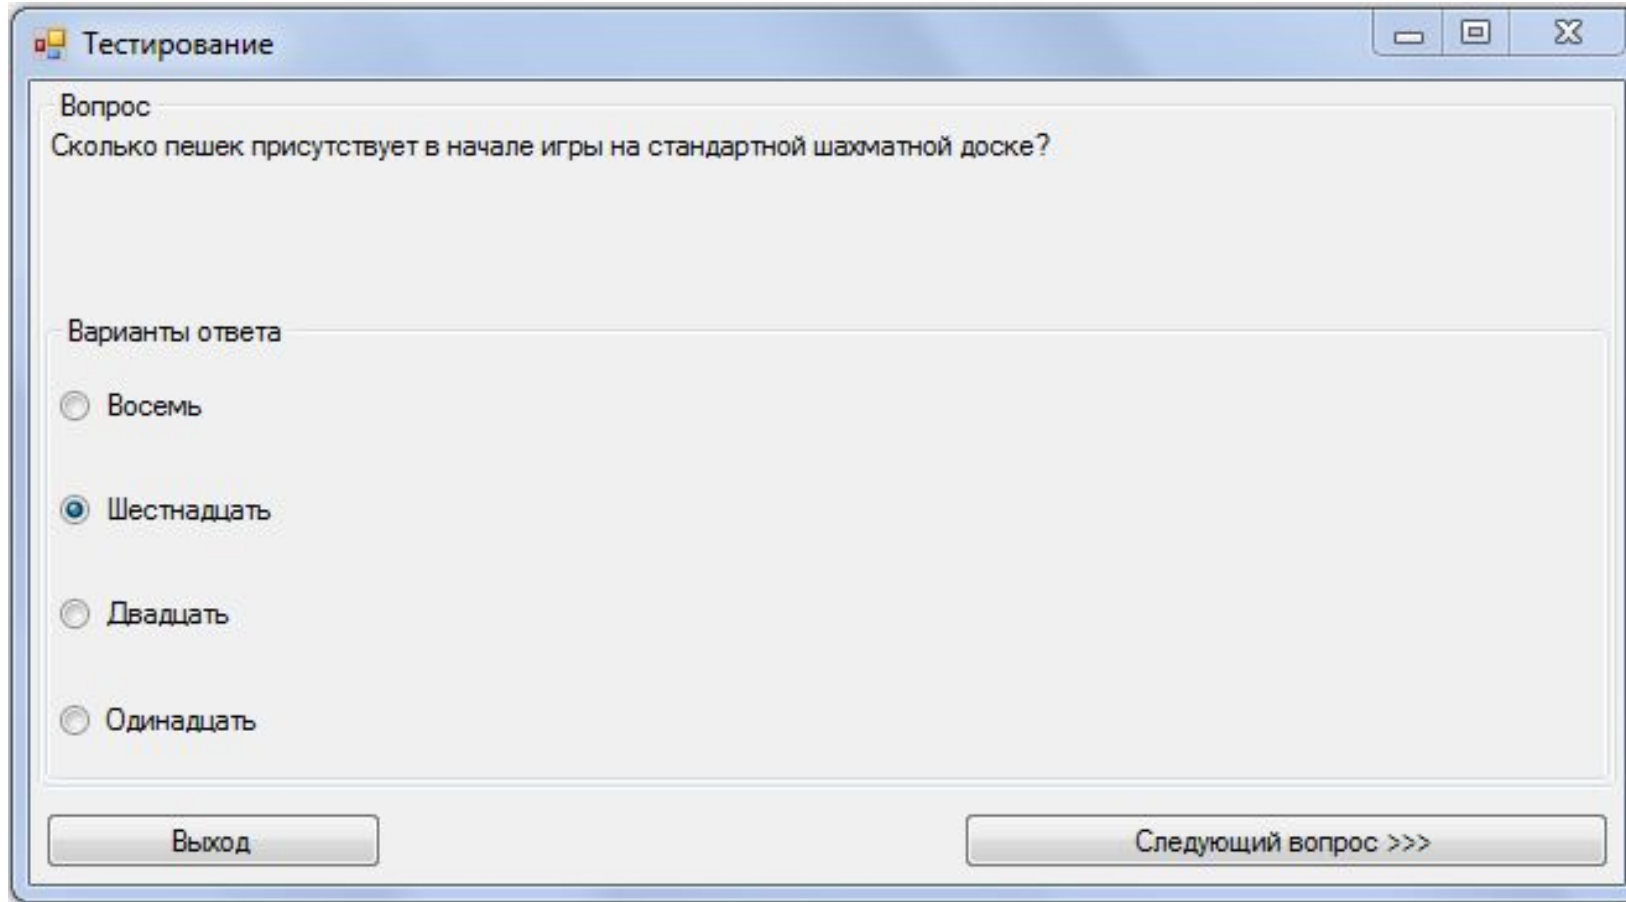 Тестирование
Вопрос
Сколько пешек присутствует в начале игры на стандартной шахматной доске?
Варианты ответа
Восемь
Шестнадцать
Двадцать
Одинадцать
Выход
Следующий вопрос >>>